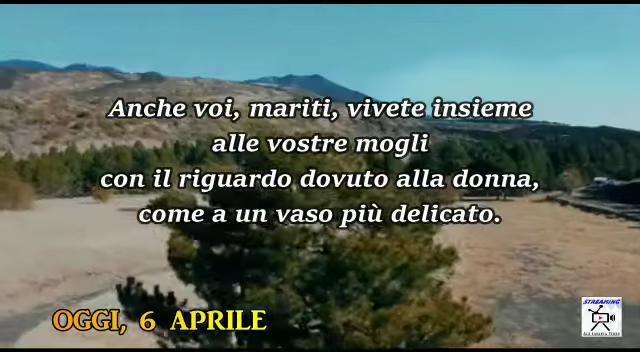 Anche voi, mariti, vivete insieme
alle vostre mogli
con il riguardo dovuto alla donna,
come a un vaso più delicato.
OGGI, 6 APRILE
STREAMING